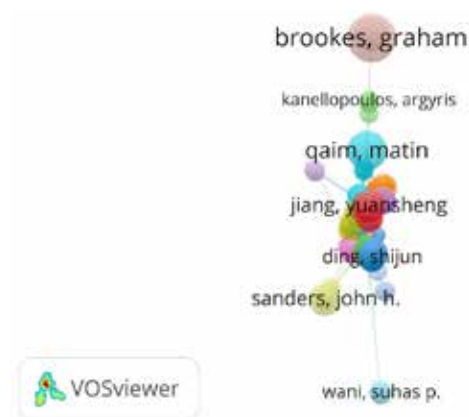 brookes, graham
kanellopoulos, argyris
qaim, matin
jiang, yuansheng
ding, shijun
sanders, john h.
wani, suhas p.
VOSviewer